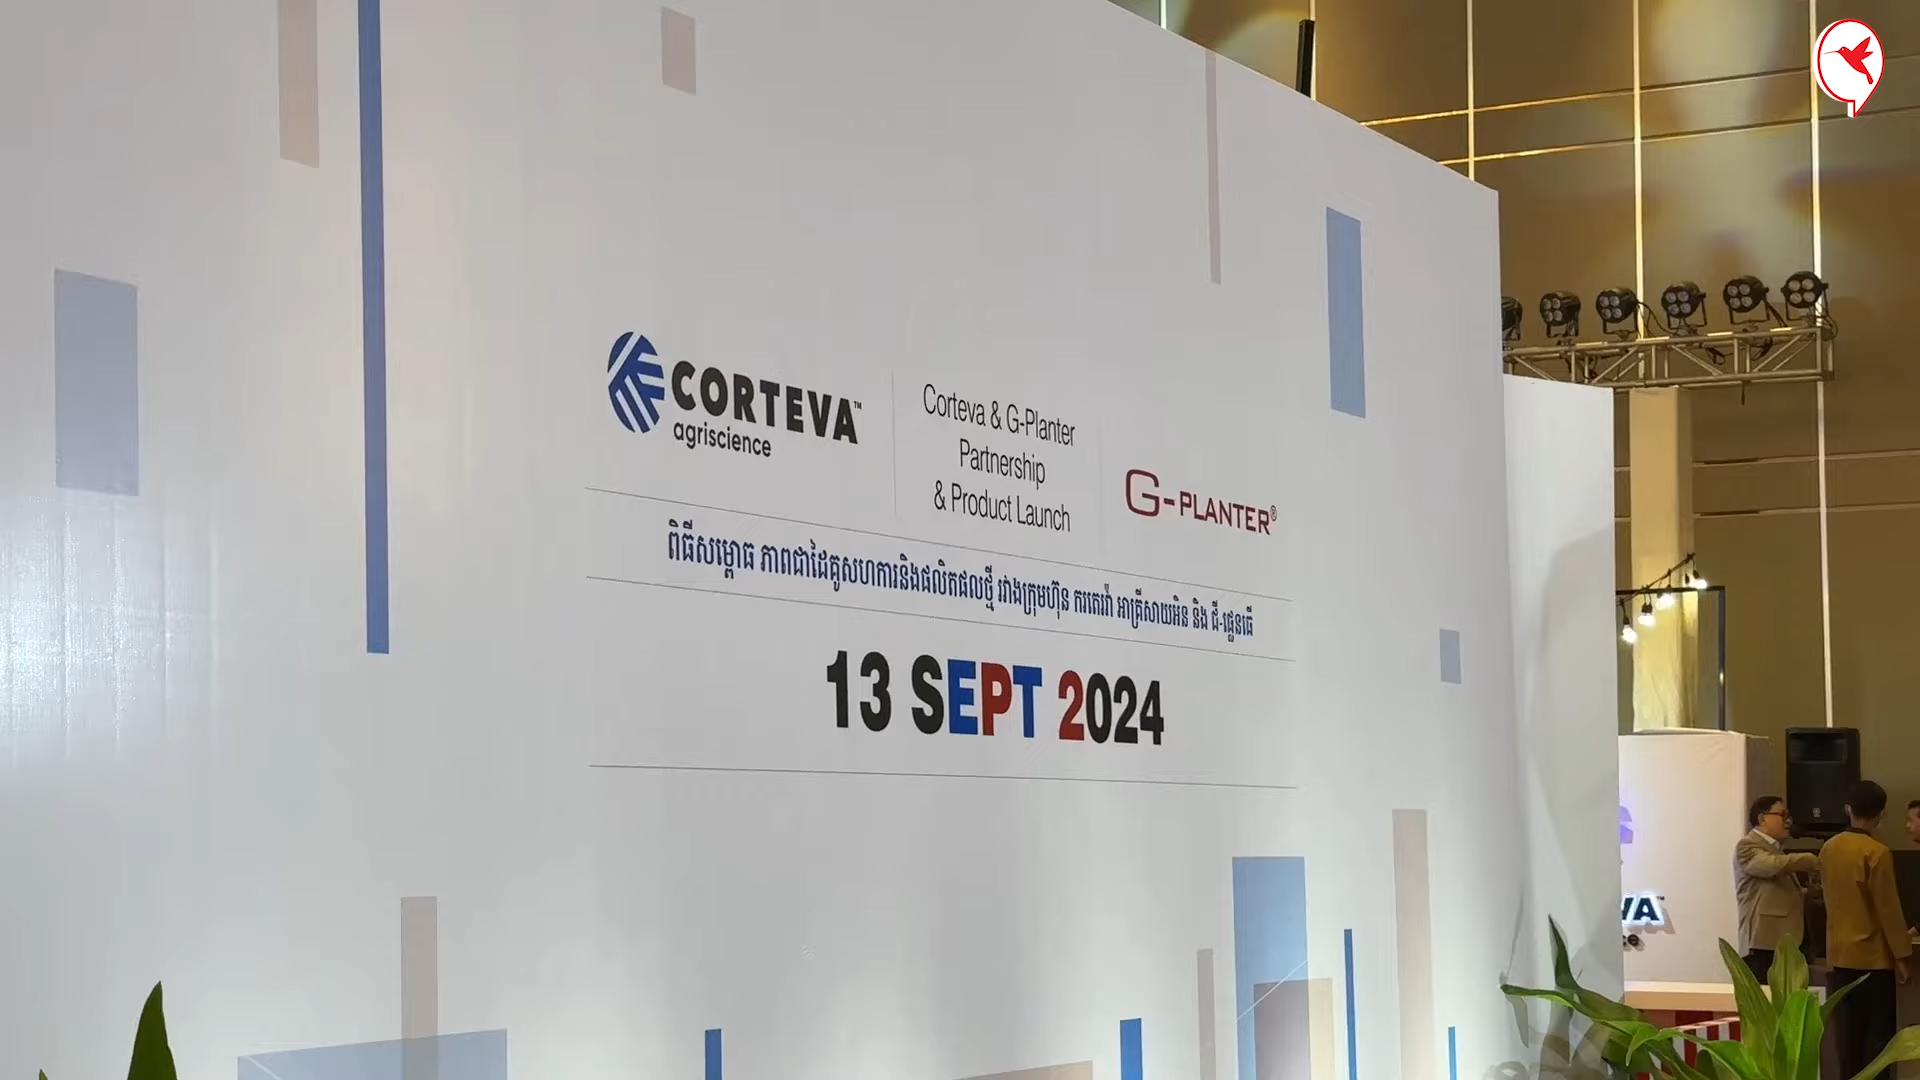 CORTEVA™
agriscience
Corteva & G-Planter
Partnership
& Product Launch
G-PLANTER®
ពិធីសម្ពោធ ភាពជាដៃគូសហការនិងផលិតផលថ្មី រវាងក្រុមហ៊ុន ករតេវ៉ា អាគ្រីសាយអិន និង ជី-ផ្លេនធើ
13 SEPT 2024
VA